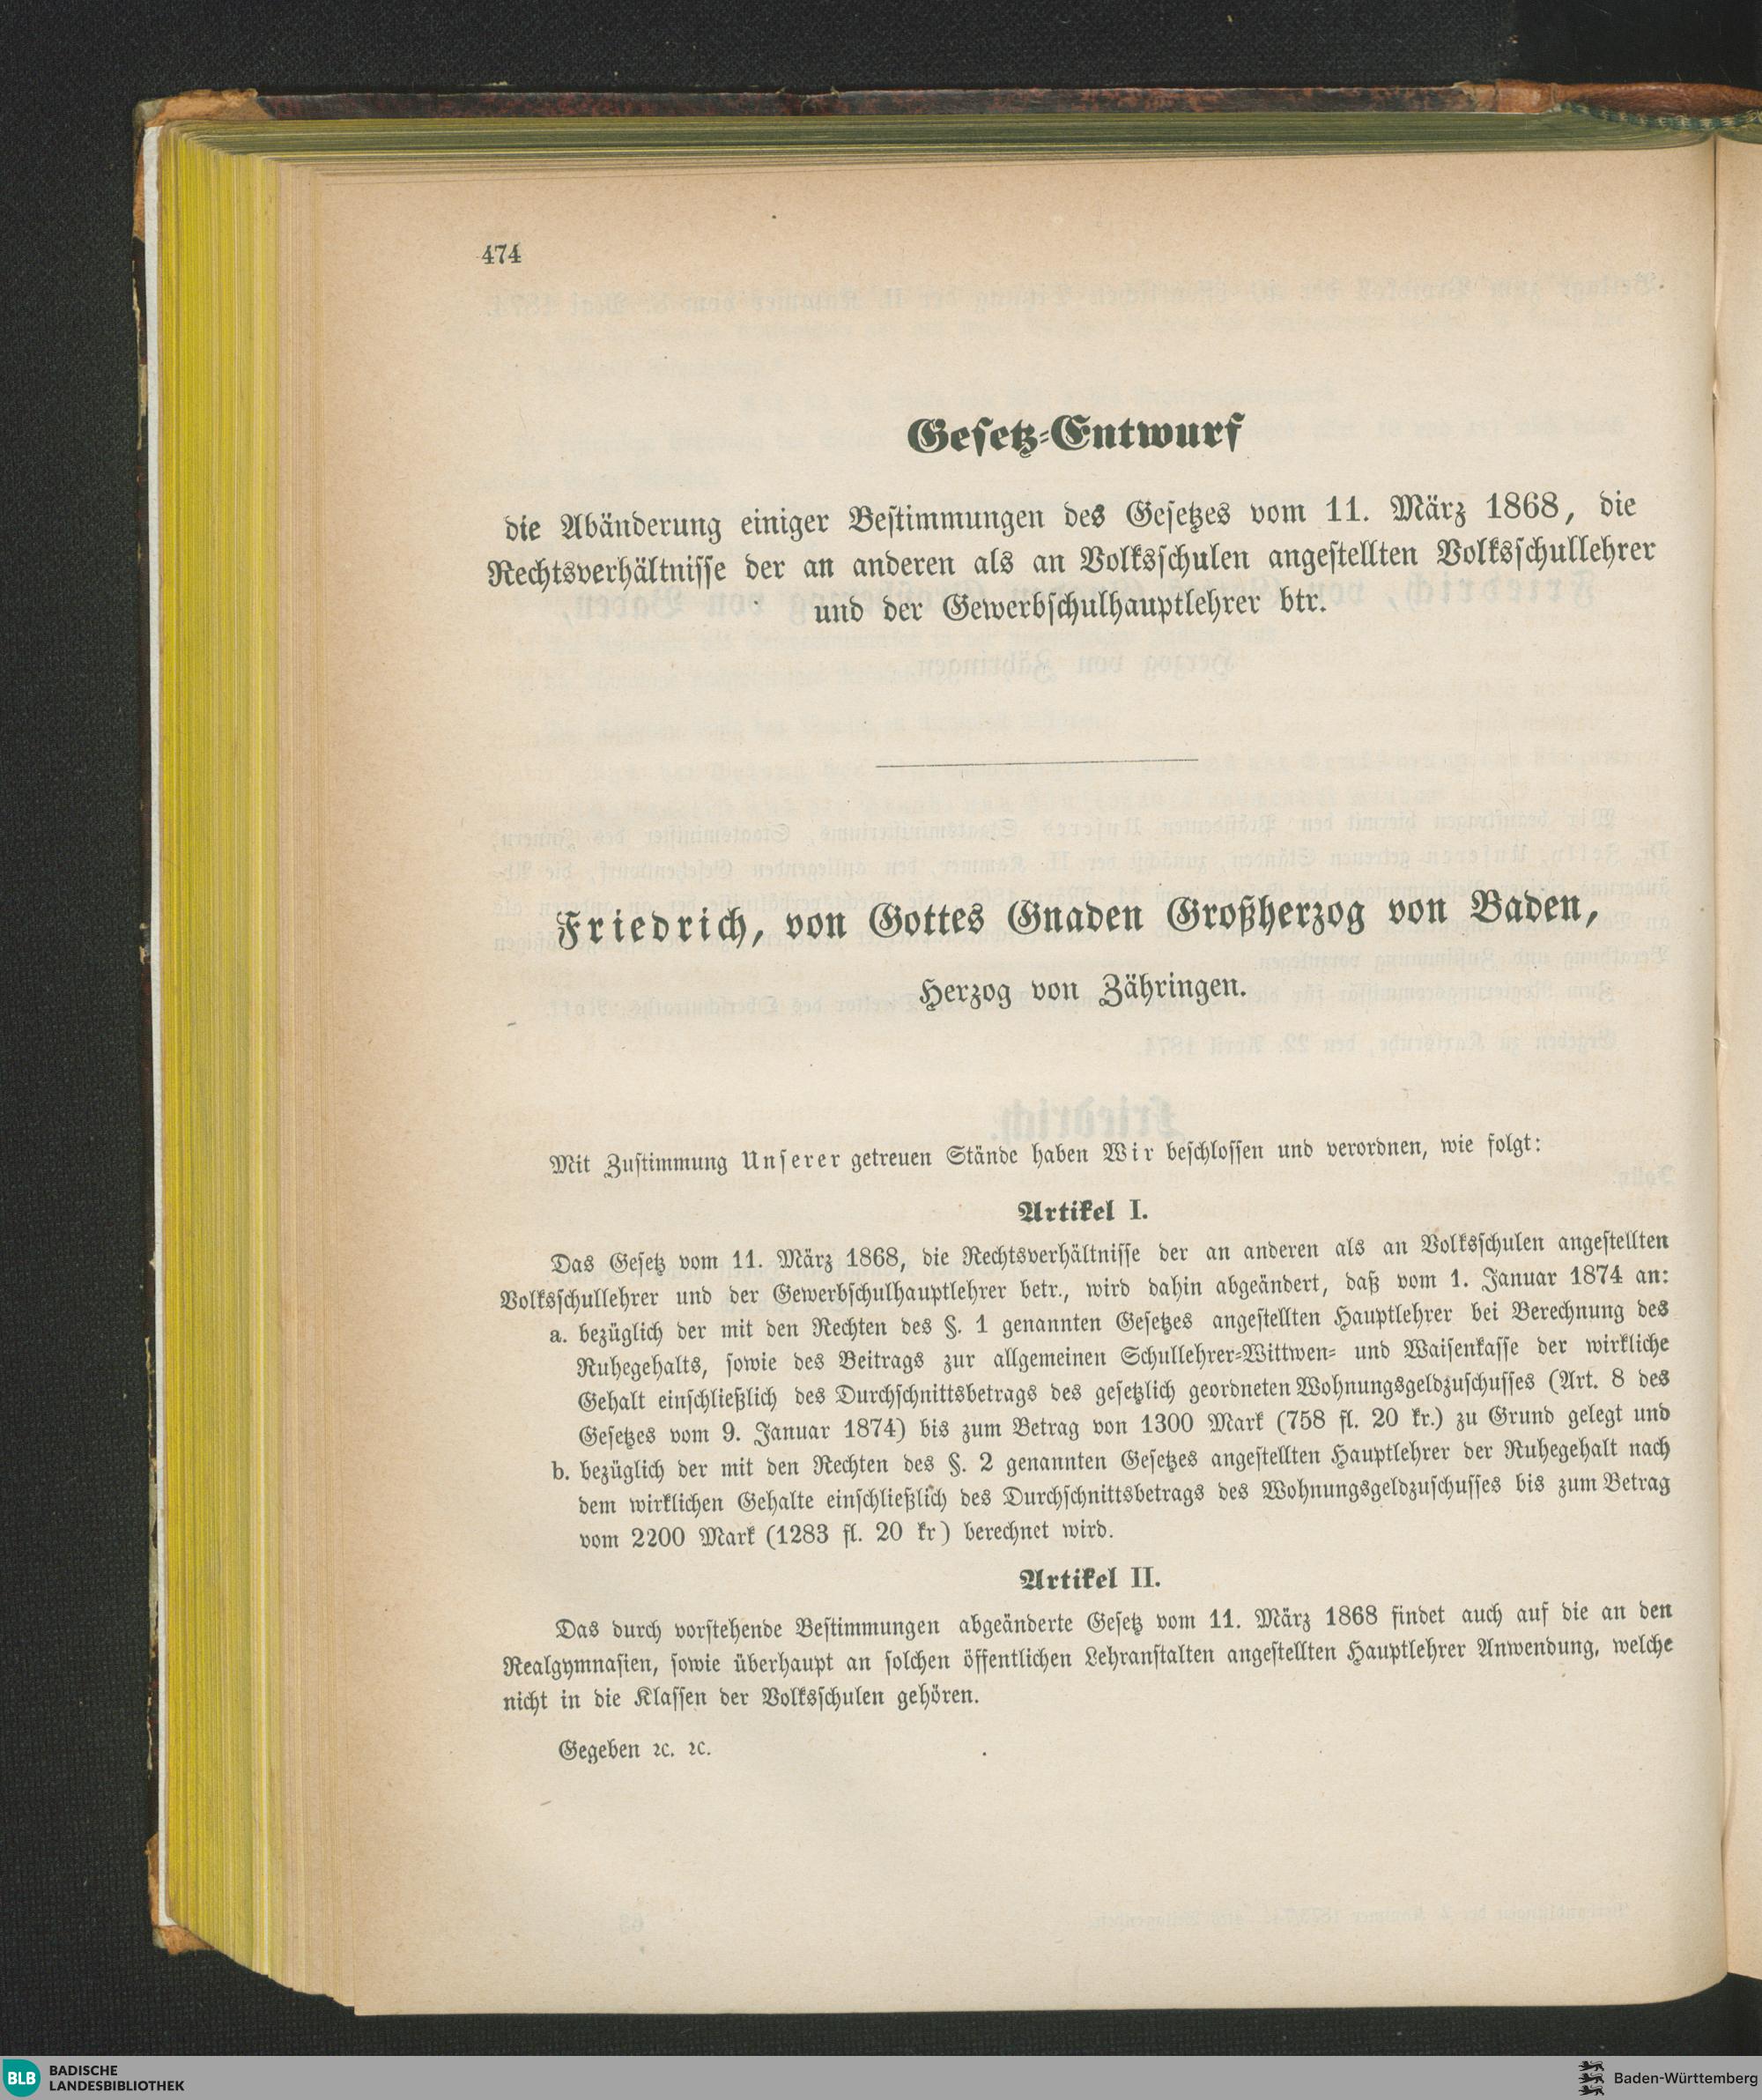 474
Gesetz-Entwurf
die Abänderung einiger Bestimmungen des Gesetzes vom 11. März 1868, die
Rechtsverhältnisse der an anderen als an Volksschulen angestellten Volksschullehrer
und der Gewerbschulhauptlehrer btr.
Friedrich, von Gottes Gnaden Großherzog von Baden,
Herzog von Zähringen.
Mit Zustimmung Unserer getreuen Stände haben Wir beschlossen und verordnen, wie folgt:
Artikel I.
Das Gesetz vom 11. März 1868, die Rechtsverhältnisse der an anderen als an Volksschulen angestellten
Volksschullehrer und der Gewerbschulhauptlehrer betr., wird dahin abgeändert, daß vom 1. Januar 1874 an:
a. bezüglich der mit den Rechten des §. 1 genannten Gesetzes angestellten Hauptlehrer bei Berechnung des
Ruhegehalts, sowie des Beitrags zur allgemeinen Schullehrer-Wittwen- und Waisenkasse der wirkliche
Gehalt einschließlich des Durchschnittsbetrags des gesetzlich geordneten Wohnungsgeldzuschusses (Art. 8 des
Gesetzes vom 9. Januar 1874) bis zum Betrag von 1300 Mark (758 fl. 20 kr.) zu Grund gelegt und
b. bezüglich der mit den Rechten des §. 2 genannten Gesetzes angestellten Hauptlehrer der Ruhegehalt nach
dem wirklichen Gehalte einschließlich des Durchschnittsbetrags des Wohnungsgeldzuschusses bis zum Betrag
vom 2200 Mark (1283 fl. 20 kr) berechnet wird.
Artikel II.
Das durch vorstehende Bestimmungen abgeänderte Gesetz vom 11. März 1868 findet auch auf die an den
Realgymnasien, sowie überhaupt an solchen öffentlichen Lehranstalten angestellten Hauptlehrer Anwendung, welche
nicht in die Klassen der Volksschulen gehören.
Gegeben ꝛc. ꝛc.
BLB BADISCHE
LANDESBIBLIOTHEK
Baden-Württemberg